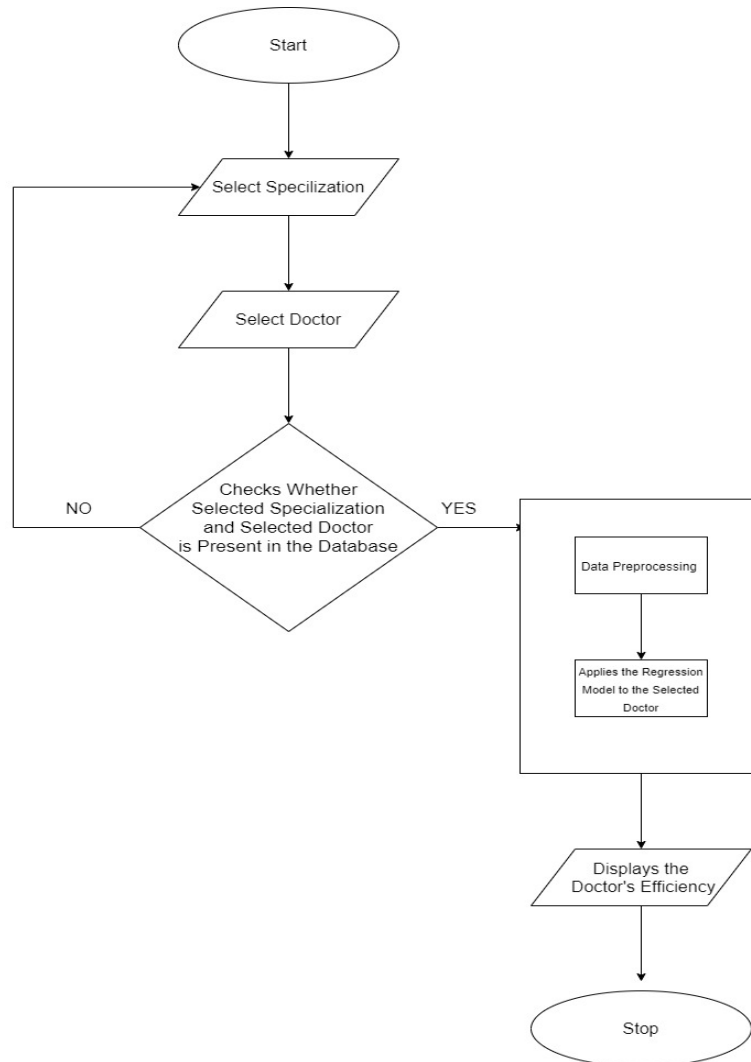 Start
Select Specilization
Select Doctor
Checks Whether
Selected Specialization
and Selected Doctor
is Present in the Database
NO
YES
Data Preprocessing
Applies the Regression
Model to the Selected
Doctor
Displays the
Doctor's Efficiency
Stop